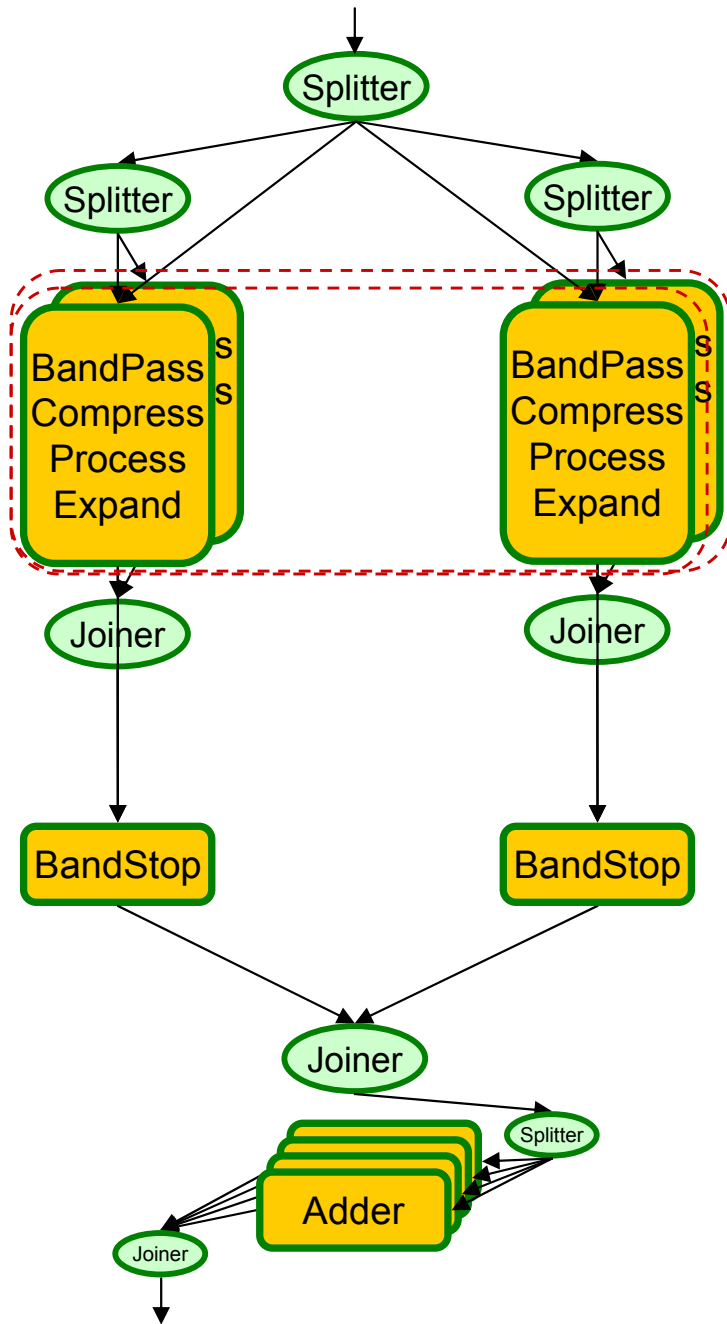 Splitter
Splitter
Splitter
BandPass
Compress
Process
Expand
s
s
BandPass
Compress
Process
Expand
s
s
Joiner
Joiner
BandStop
BandStop
Joiner
Splitter
Adder
Joiner